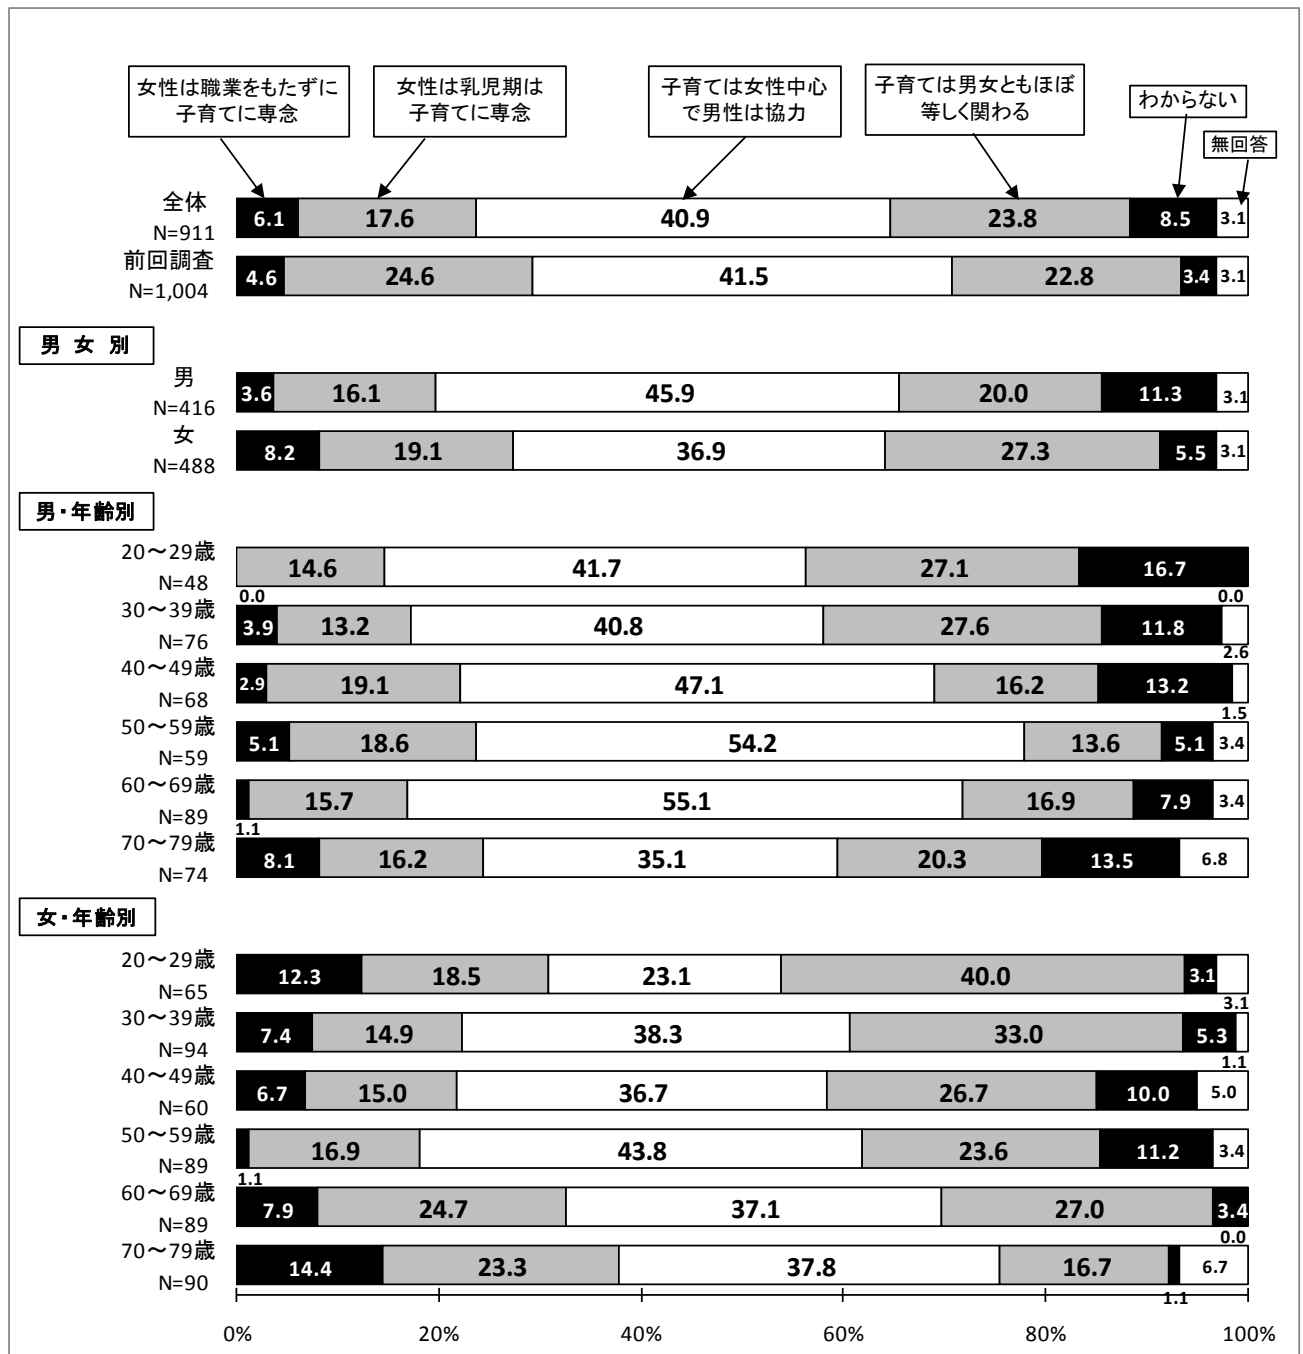 女性は職業をもたずに
子育てに専念
女性は乳児期は
子育てに専念
子育ては女性中心
で男性は協力
子育ては男女ともほぼ
等しく関わる
わからない
無回答
全体
N=911
6.1 17.6 40.9 23.8 8.5 3.1
前回調査
N=1,004
4.6 24.6 41.5 22.8 3.4 3.1
男 女 別
男
N=416
3.6 16.1 45.9 20.0 11.3 3.1
女
N=488
8.2 19.1 36.9 27.3 5.5 3.1
男・年齢別
20～29歳
N=48
14.6 41.7 27.1 16.7
0.0 0.0
30～39歳
N=76
3.9 13.2 40.8 27.6 11.8
2.6
40～49歳
N=68
2.9 19.1 47.1 16.2 13.2
1.5
50～59歳
N=59
5.1 18.6 54.2 13.6 5.1 3.4
60～69歳
N=89
15.7 55.1 16.9 7.9 3.4
1.1
70～79歳
N=74
8.1 16.2 35.1 20.3 13.5 6.8
女・年齢別
20～29歳
N=65
12.3 18.5 23.1 40.0 3.1
3.1
30～39歳
N=94
7.4 14.9 38.3 33.0 5.3
1.1
40～49歳
N=60
6.7 15.0 36.7 26.7 10.0 5.0
50～59歳
N=89
16.9 43.8 23.6 11.2 3.4
1.1
60～69歳
N=89
7.9 24.7 37.1 27.0 3.4
0.0
70～79歳
N=90
14.4 23.3 37.8 16.7 6.7
1.1
0% 20% 40% 60% 80% 100%